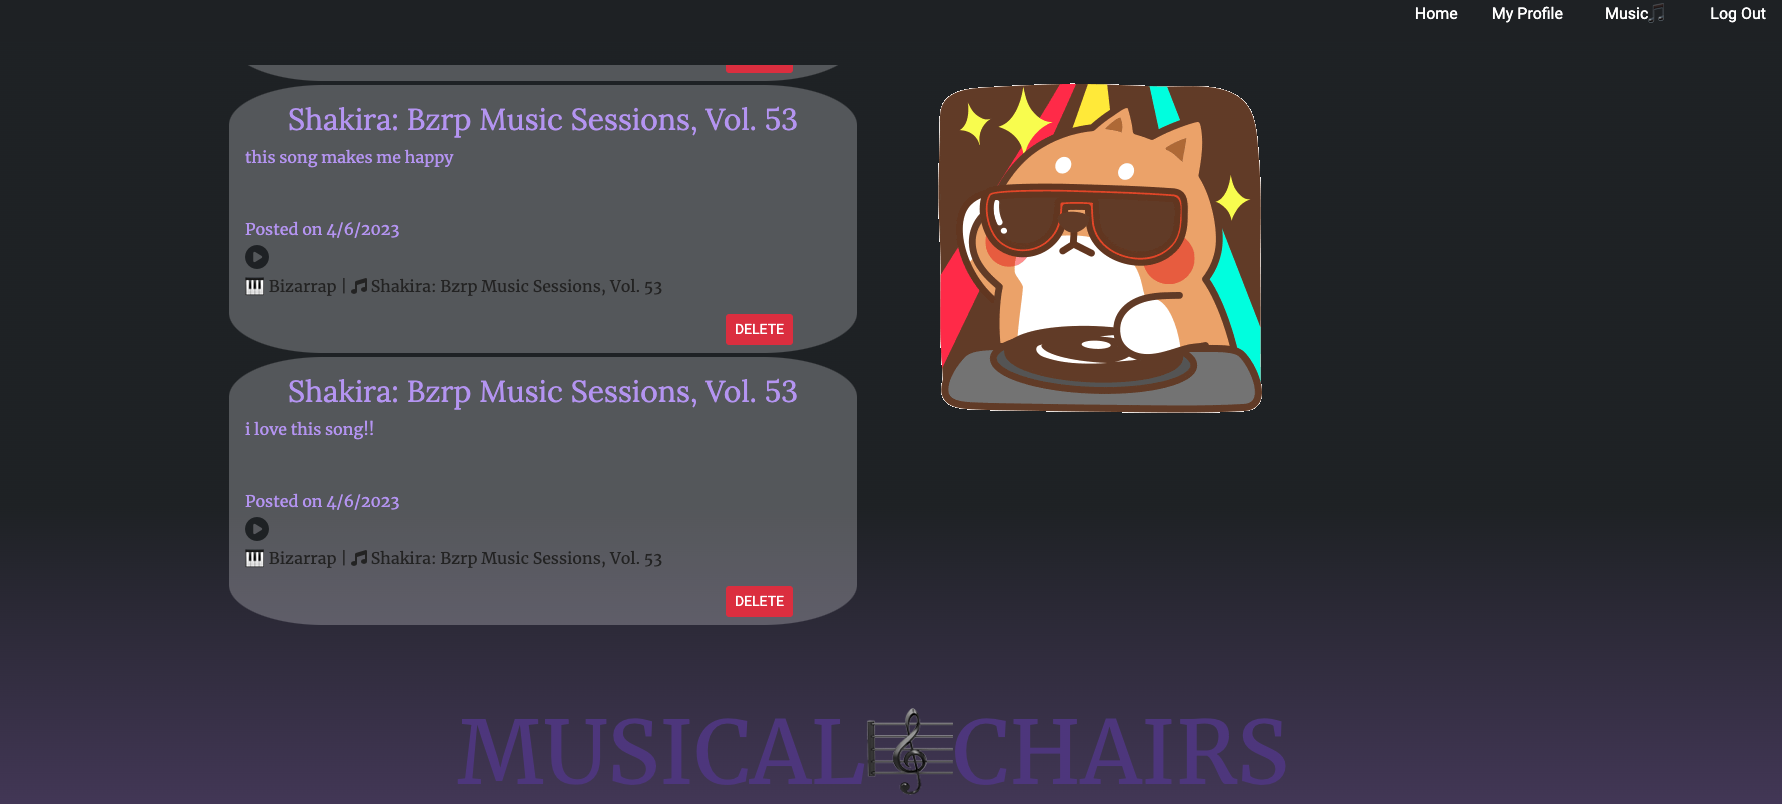 Home My Profile Music🎵 Log Out
Shakira: Bzrp Music Sessions, Vol. 53
this song makes me happy
Posted on 4/6/2023
🎹 Bizarrap | 🎵 Shakira: Bzrp Music Sessions, Vol. 53
DELETE
Shakira: Bzrp Music Sessions, Vol. 53
i love this song!!
Posted on 4/6/2023
🎹 Bizarrap | 🎵 Shakira: Bzrp Music Sessions, Vol. 53
DELETE
MUSICAL🎼CHAIRS